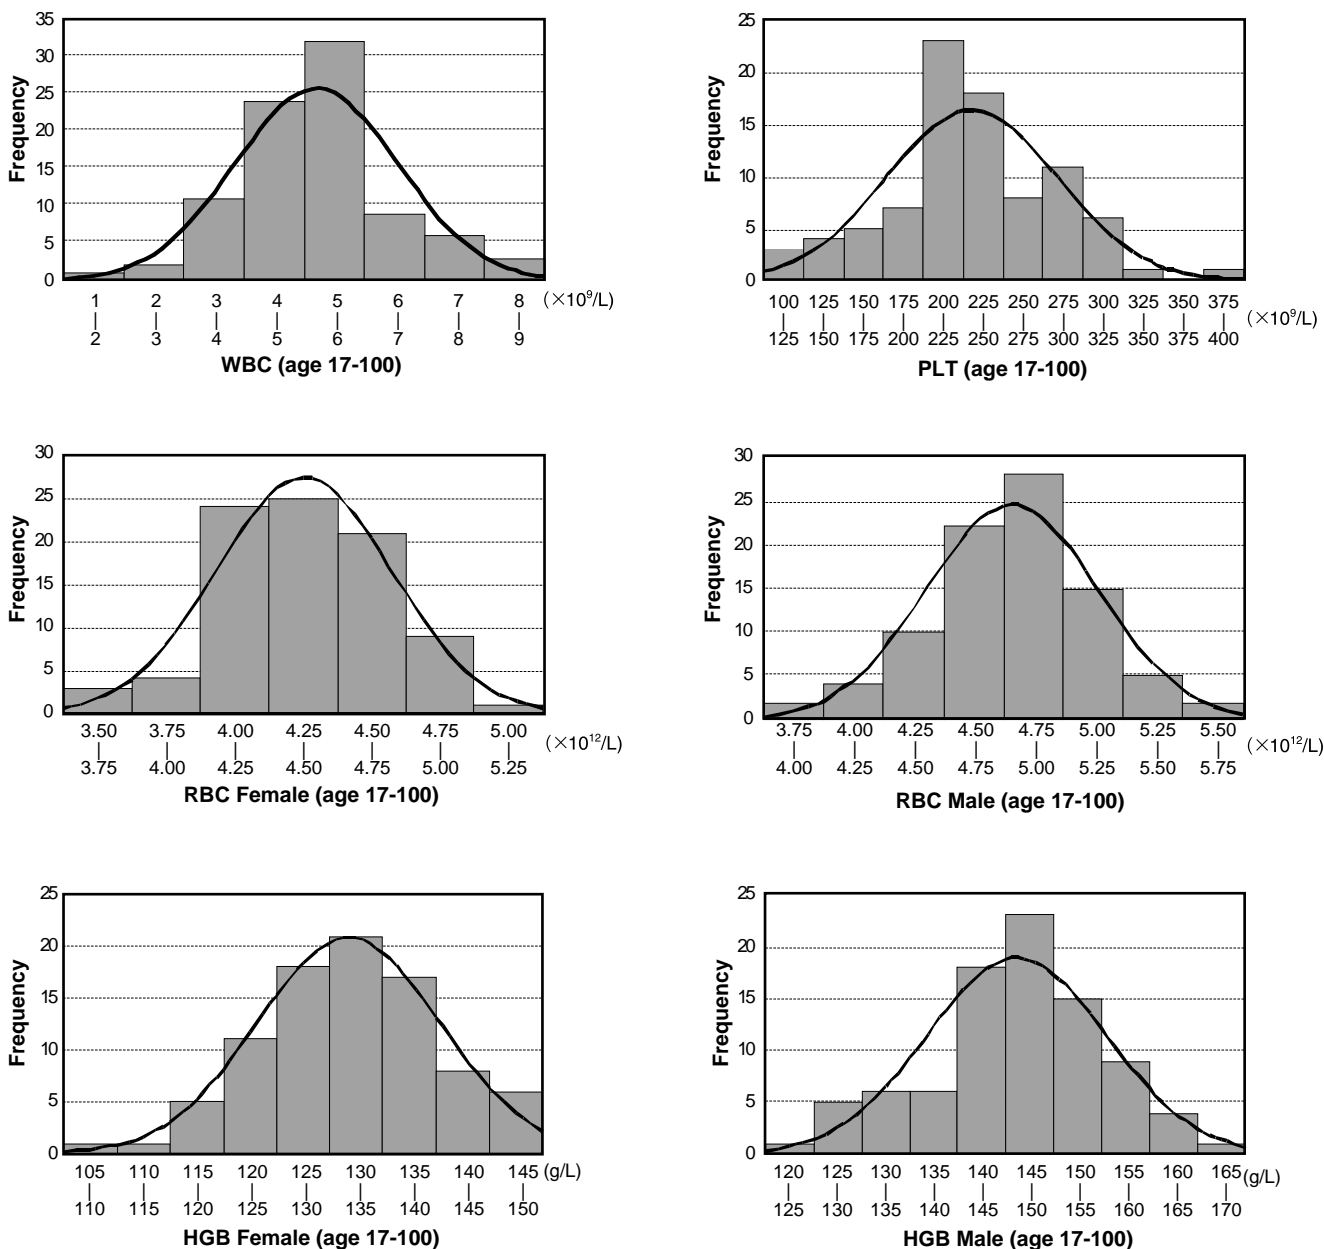 35
30
25
20
15
10
5
0
Frequency
1 2 3 4 5 6 7 8 (×10⁹/L)
| | | | | | | |
2 3 4 5 6 7 8 9
WBC (age 17-100)
25
20
15
10
5
0
Frequency
100 125 150 175 200 225 250 275 300 325 350 375
| | | | | | | | | | | | (×10⁹/L)
125 150 175 200 225 250 275 300 325 350 375 400
PLT (age 17-100)
30
25
20
15
10
5
0
Frequency
3.50 3.75 4.00 4.25 4.50 4.75 5.00
| | | | | | | (×10¹²/L)
3.75 4.00 4.25 4.50 4.75 5.00 5.25
RBC Female (age 17-100)
30
25
20
15
10
5
0
Frequency
3.75 4.00 4.25 4.50 4.75 5.00 5.25 5.50
| | | | | | | | (×10¹²/L)
4.00 4.25 4.50 4.75 5.00 5.25 5.50 5.75
RBC Male (age 17-100)
25
20
15
10
5
0
Frequency
105 110 115 120 125 130 135 140 145 (g/L)
| | | | | | | | |
110 115 120 125 130 135 140 145 150
HGB Female (age 17-100)
25
20
15
10
5
0
Frequency
120 125 130 135 140 145 150 155 160 165 (g/L)
| | | | | | | | | |
125 130 135 140 145 150 155 160 165 170
HGB Male (age 17-100)